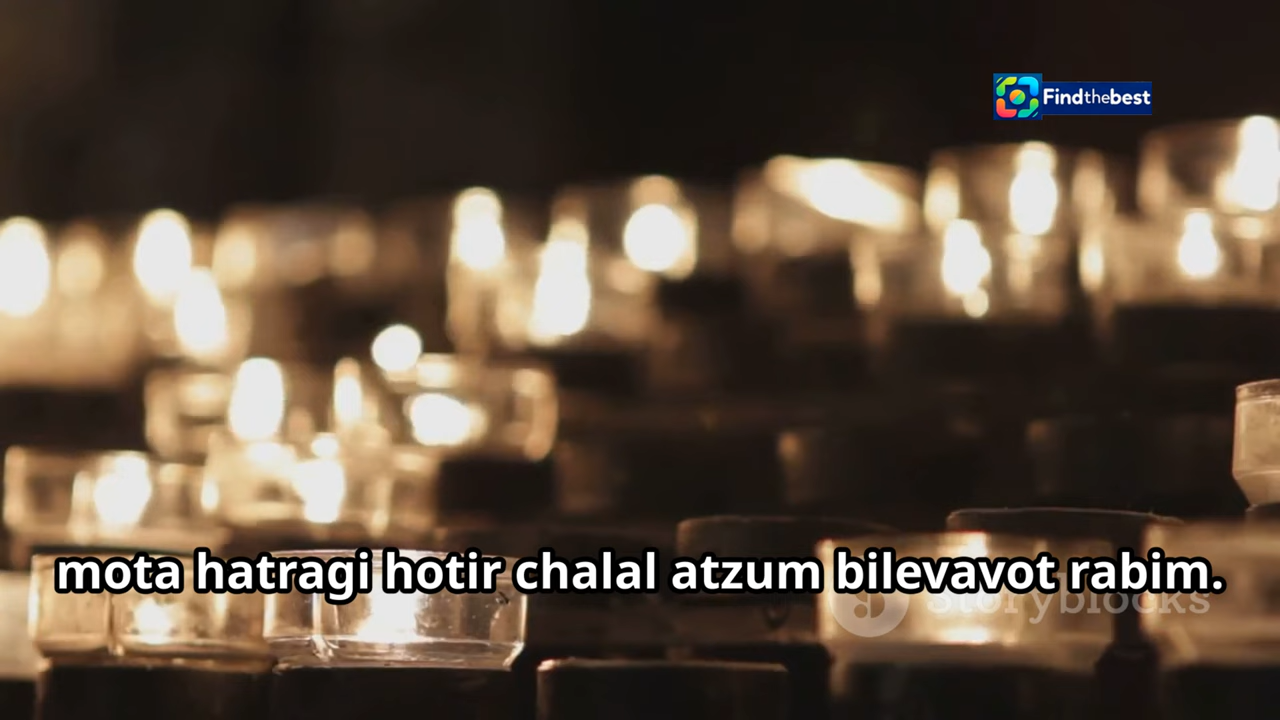 Findthebest
mota hatragi hotir chalal atzum bilevavot rabim.
Storyblocks